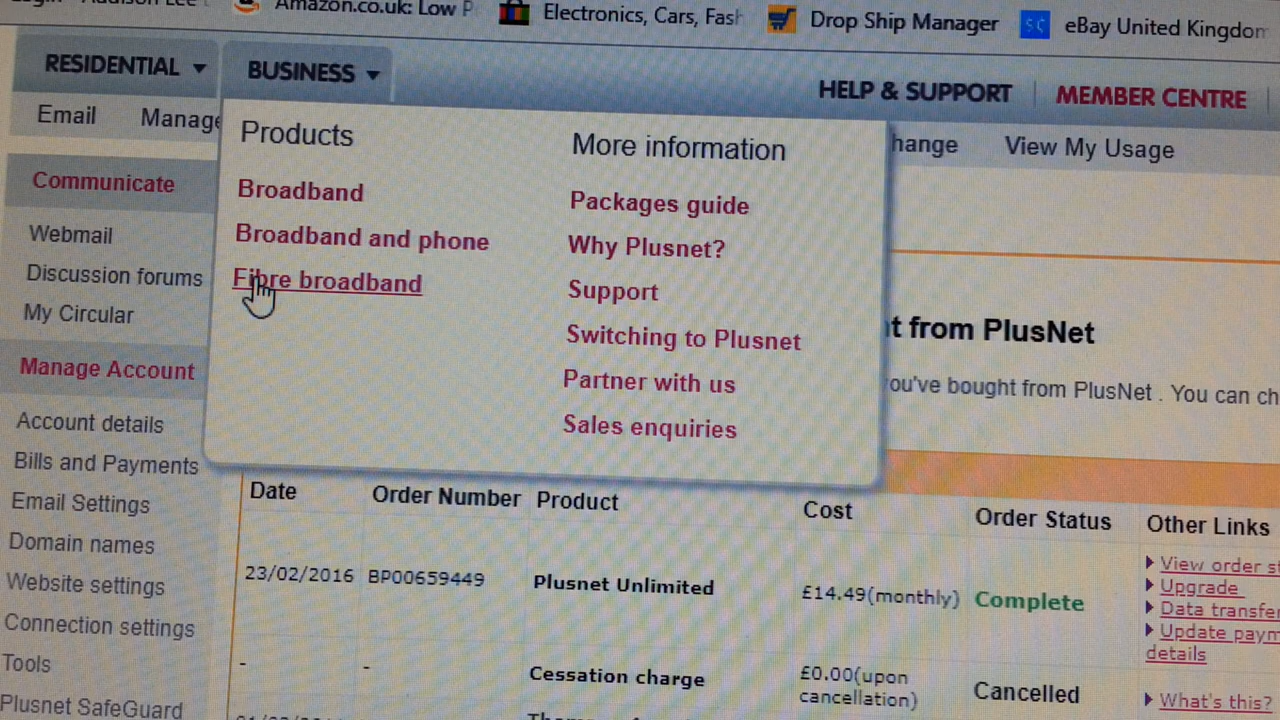 Amazon.co.uk: Low P
Electronics, Cars, Fash
Drop Ship Manager
eBay United Kingdom
RESIDENTIAL
BUSINESS
HELP & SUPPORT
MEMBER CENTRE
Email
Manage
hange
View My Usage
Products
Broadband
Broadband and phone
Fibre broadband
More information
Packages guide
Why Plusnet?
Support
Switching to Plusnet
Partner with us
Sales enquiries
Communicate
Webmail
Discussion forums
My Circular
Manage Account
Account details
Bills and Payments
Email Settings
Domain names
Website settings
Connection settings
Tools
Plusnet SafeGuard
t from PlusNet
ou've bought from PlusNet . You can ch
Date Order Number Product Cost Order Status Other Links
23/02/2016 BP00659449 Plusnet Unlimited £14.49(monthly) Complete
View order st
Upgrade
Data transfe
Update paym
details
- - Cessation charge £0.00(upon
cancellation) Cancelled What's this?